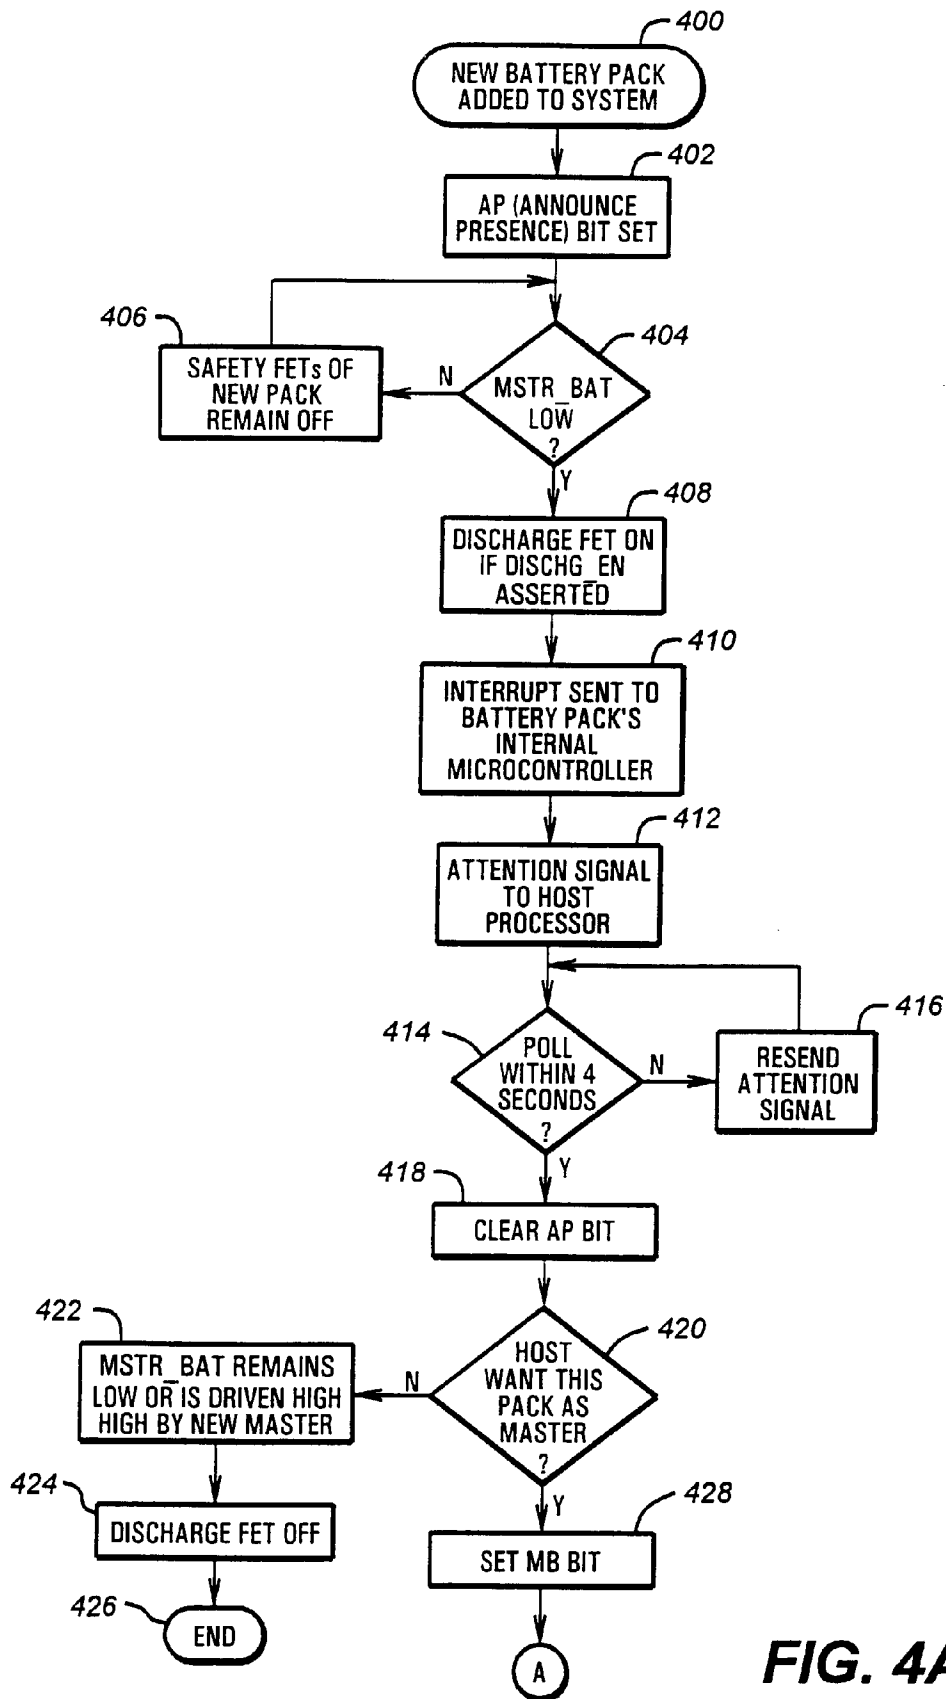 400
NEW BATTERY PACK
ADDED TO SYSTEM
402
AP (ANNOUNCE
PRESENCE) BIT SET
406
SAFETY FETs OF
NEW PACK
REMAIN OFF
N
404
MSTR_BAT
LOW
?
Y
408
DISCHARGE FET ON
IF DISCHG_EN
ASSERTED
410
INTERRUPT SENT TO
BATTERY PACK'S
INTERNAL
MICROCONTROLLER
412
ATTENTION SIGNAL
TO HOST
PROCESSOR
414
POLL
WITHIN 4
SECONDS
?
N
416
RESEND
ATTENTION
SIGNAL
Y
418
CLEAR AP BIT
420
HOST
WANT THIS
PACK AS
MASTER
?
N
422
MSTR_BAT REMAINS
LOW OR IS DRIVEN HIGH
HIGH BY NEW MASTER
424
DISCHARGE FET OFF
426
END
Y
428
SET MB BIT
A
FIG. 4A